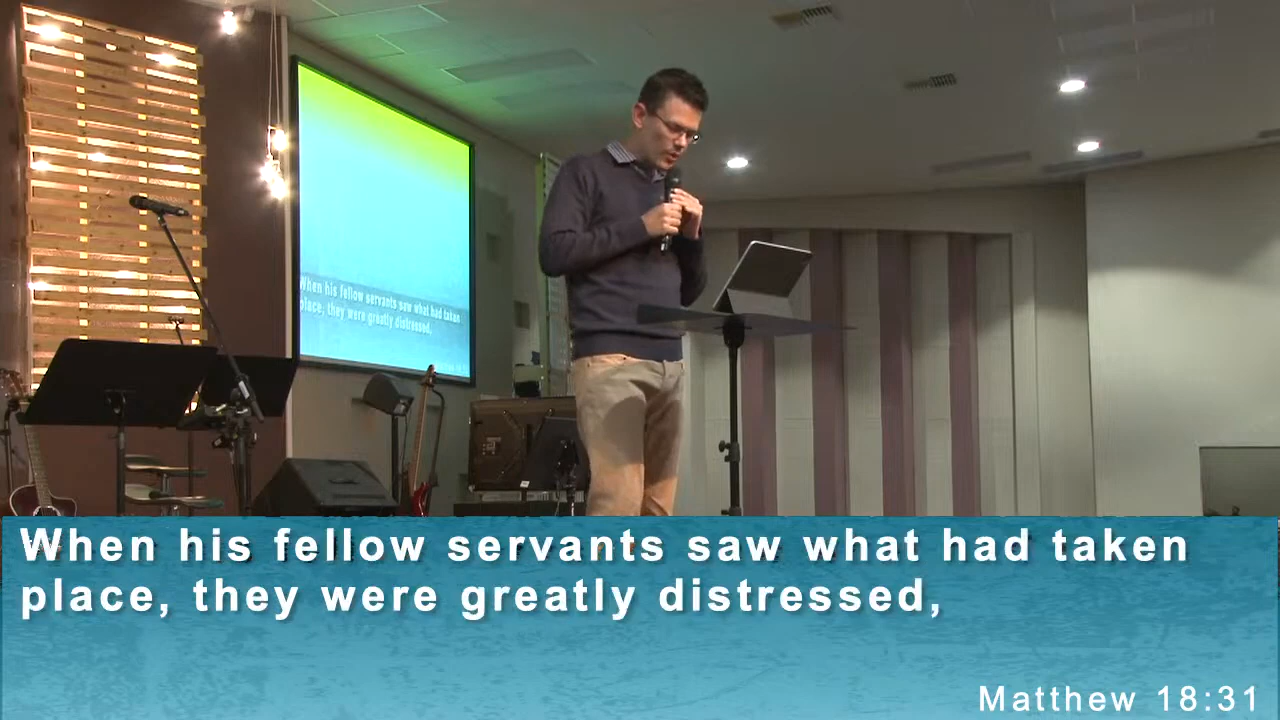 When his fellow servants saw what had taken
place, they were greatly distressed,
When his fellow servants saw what had taken
place, they were greatly distressed,
Matthew 18:31